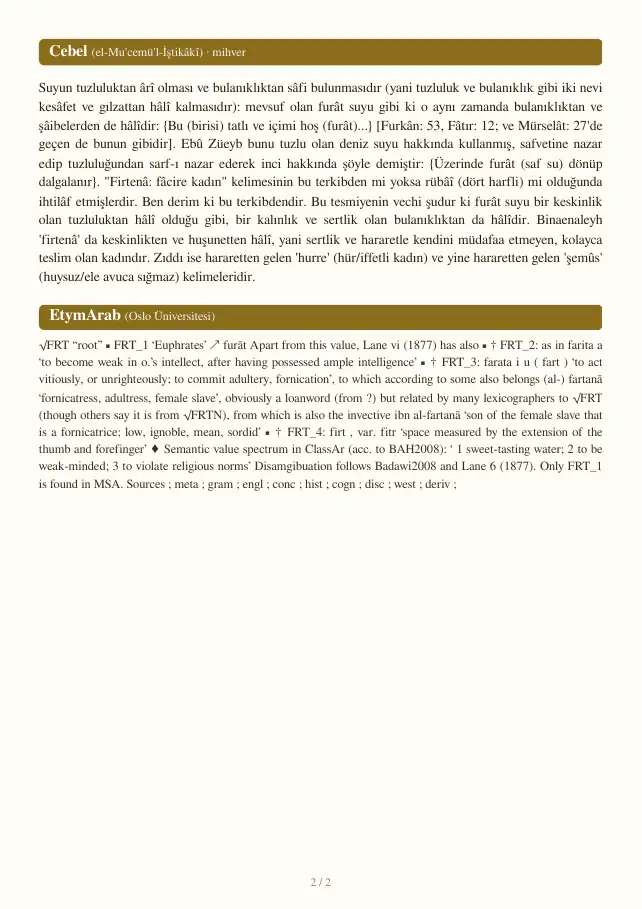 Cebel (el-Mu'cemü'l-İştikâkî) · mihver
Suyun tuzluluktan ârî olması ve bulanıklıktan sâfi bulunmasıdır (yani tuzluluk ve bulanıklık gibi iki nevi
kesâfet ve gılzattan hâlî kalmasıdır): mevsuf olan furât suyu gibi ki o aynı zamanda bulanıklıktan ve
şâibelerden de hâlîdir: {Bu (birisi) tatlı ve içimi hoş (furât)...} [Furkân: 53, Fâtır: 12; ve Mürselât: 27'de
geçen de bunun gibidir]. Ebû Züeyb bunu tuzlu olan deniz suyu hakkında kullanmış, safvetine nazar
edip tuzluluğundan sarf-ı nazar ederek inci hakkında şöyle demiştir: {Üzerinde furât (saf su) dönüp
dalgalanır}. "Firtenâ: fâcire kadın" kelimesinin bu terkibden mi yoksa rübâî (dört harfli) mi olduğunda
ihtilâf etmişlerdir. Ben derim ki bu terkibdendir. Bu tesmiyenin vechi şudur ki furât suyu bir keskinlik
olan tuzluluktan hâlî olduğu gibi, bir kalınlık ve sertlik olan bulanıklıktan da hâlîdir. Binaenaleyh
'firtenâ' da keskinlikten ve huşunetten hâlî, yani sertlik ve hararetle kendini müdafaa etmeyen, kolayca
teslim olan kadındır. Zıddı ise hararetten gelen 'hurre' (hür/iffetli kadın) ve yine hararetten gelen 'şemûs'
(huysuz/ele avuca sığmaz) kelimeleridir.
EtymArab (Oslo Üniversitesi)
√FRT “root” ▪ FRT_1 ‘Euphrates’ ↗ furāt Apart from this value, Lane vi (1877) has also ▪ † FRT_2: as in farita a
‘to become weak in o.’s intellect, after having possessed ample intelligence’ ▪ † FRT_3: farata i u ( fart ) ‘to act
vitiously, or unrighteously; to commit adultery, fornication’, to which according to some also belongs (al-) fartanā
‘fornicatress, adultress, female slave’, obviously a loanword (from ?) but related by many lexicographers to √FRT
(though others say it is from √FRTN), from which is also the invective ibn al-fartanā ‘son of the female slave that
is a fornicatrice; low, ignoble, mean, sordid’ ▪ † FRT_4: firt , var. fitr ‘space measured by the extension of the
thumb and forefinger’ ♦ Semantic value spectrum in ClassAr (acc. to BAH2008): ‘ 1 sweet-tasting water; 2 to be
weak-minded; 3 to violate religious norms’ Disamgibuation follows Badawi2008 and Lane 6 (1877). Only FRT_1
is found in MSA. Sources ; meta ; gram ; engl ; conc ; hist ; cogn ; disc ; west ; deriv ;
2 / 2